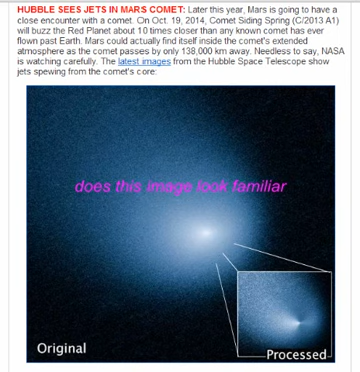 HUBBLE SEES JETS IN MARS COMET: Later this year, Mars is going to have a
close encounter with a comet. On Oct. 19, 2014, Comet Siding Spring (C/2013 A1)
will buzz the Red Planet about 10 times closer than any known comet has ever
flown past Earth. Mars could actually find itself inside the comet's extended
atmosphere as the comet passes by only 138,000 km away. Needless to say, NASA
is watching carefully. The latest images from the Hubble Space Telescope show
jets spewing from the comet's core:
does this image look familiar
Original
Processed